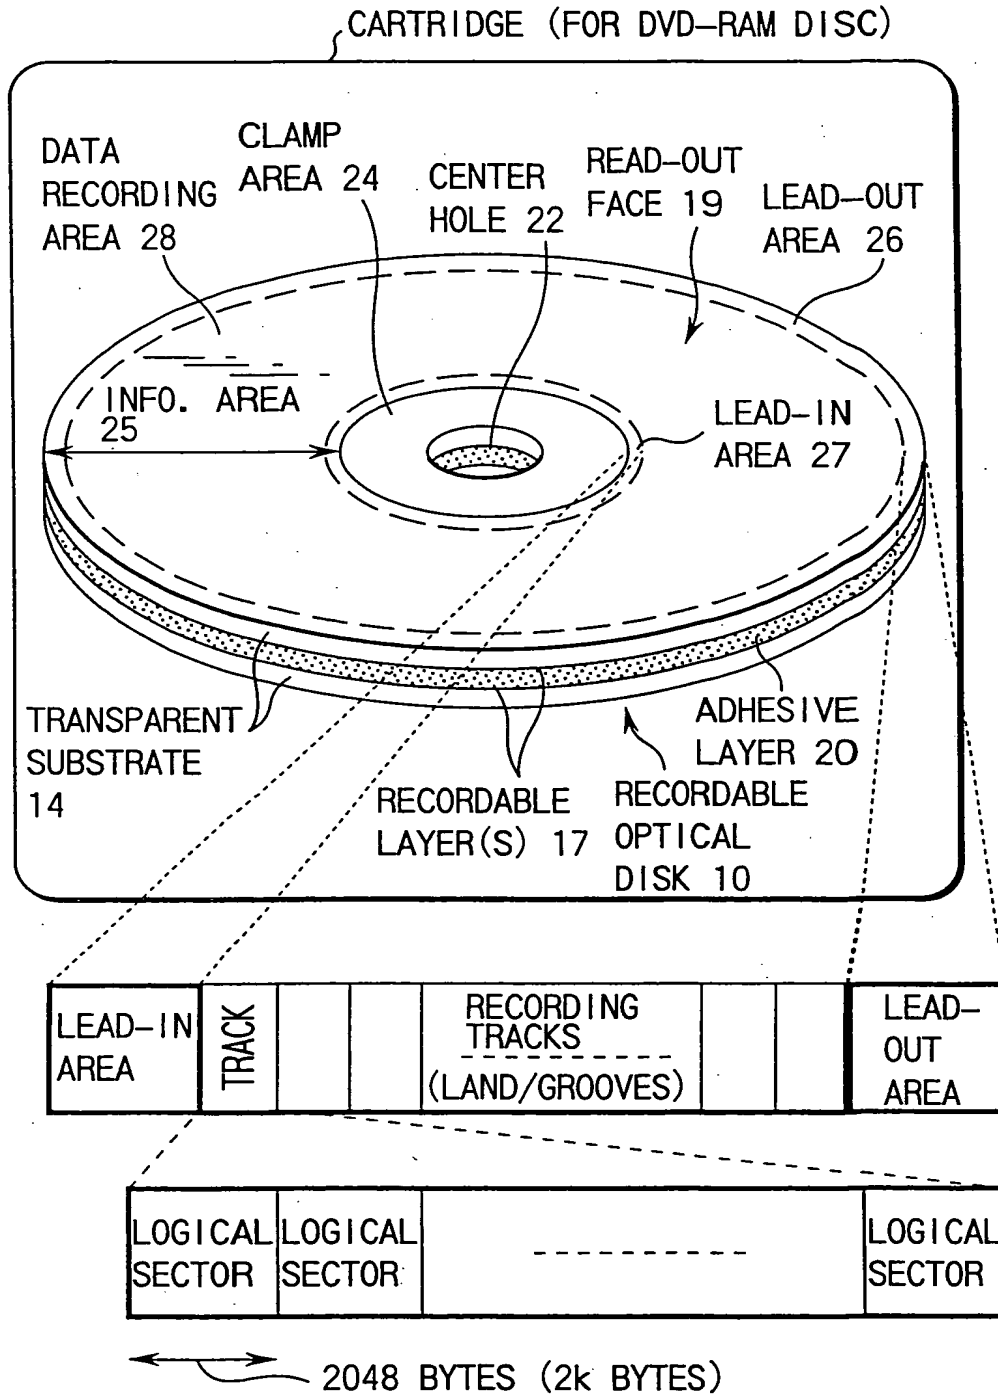 CARTRIDGE (FOR DVD-RAM DISC)
DATA
RECORDING
AREA 28
CLAMP
AREA 24
CENTER
HOLE 22
READ-OUT
FACE 19
LEAD-OUT
AREA 26
INFO. AREA
25
LEAD-IN
AREA 27
TRANSPARENT
SUBSTRATE
14
RECORDABLE
LAYER(S) 17
RECORDABLE
OPTICAL
DISK 10
ADHESIVE
LAYER 20
LEAD-IN
AREA
TRACK
RECORDING
TRACKS
(LAND/GROOVES)
LEAD-
OUT
AREA
LOGICAL
SECTOR
LOGICAL
SECTOR
LOGICAL
SECTOR
2048 BYTES (2k BYTES)